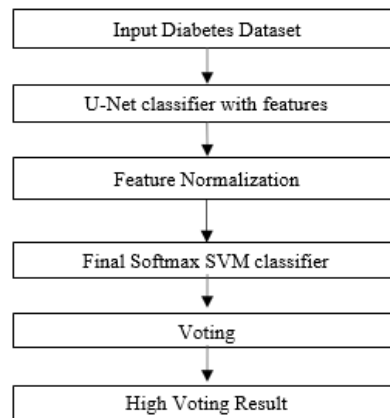 Input Diabetes Dataset
U-Net classifier with features
Feature Normalization
Final Softmax SVM classifier
Voting
High Voting Result